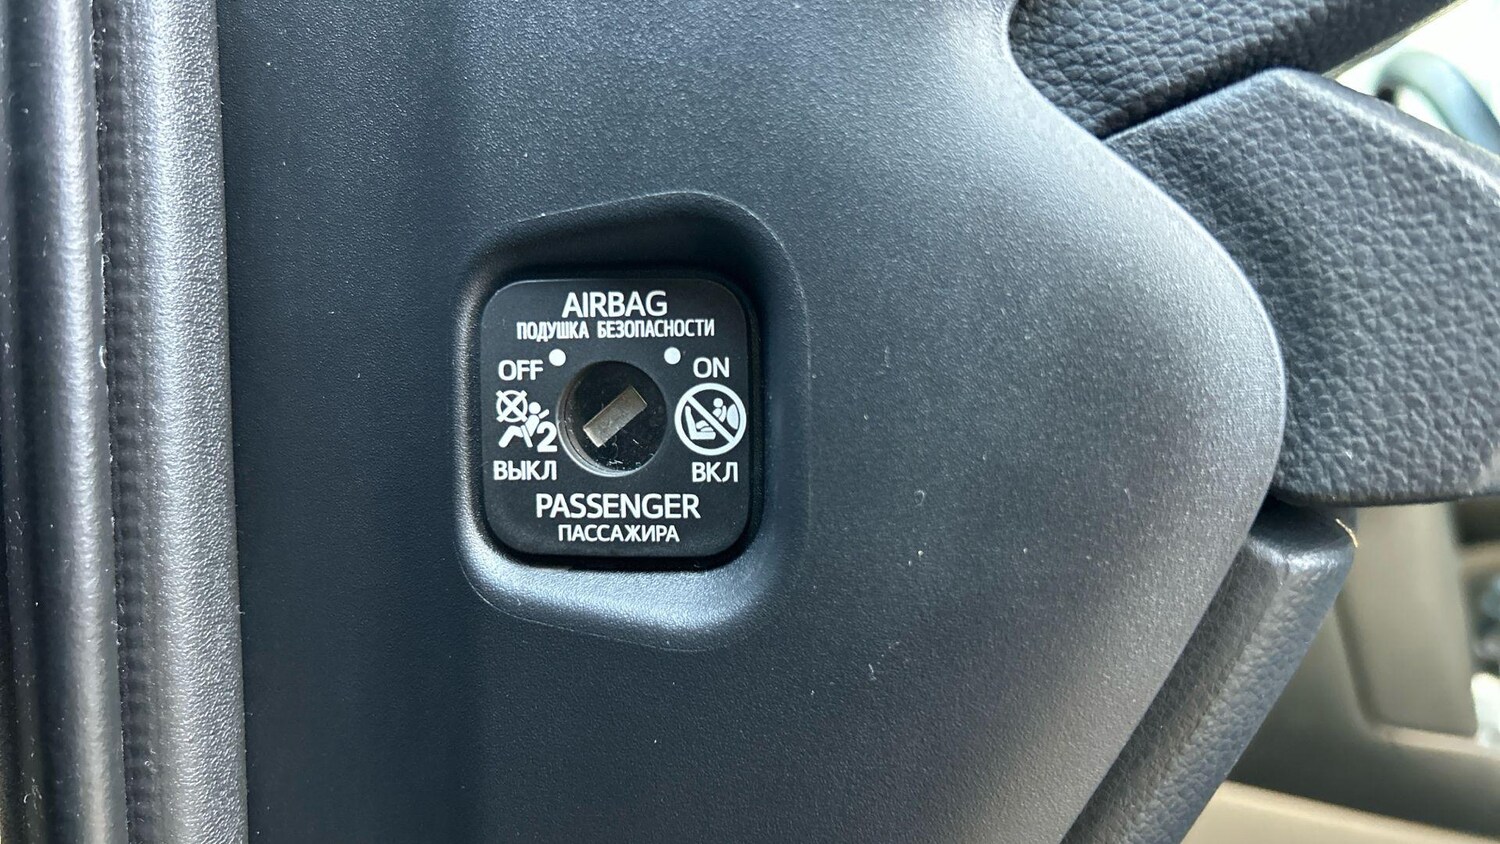 AIRBAG
ПОДУШКА БЕЗОПАСНОСТИ
OFF ON
2
ВЫКЛ ВКЛ
PASSENGER
ПАССАЖИРА